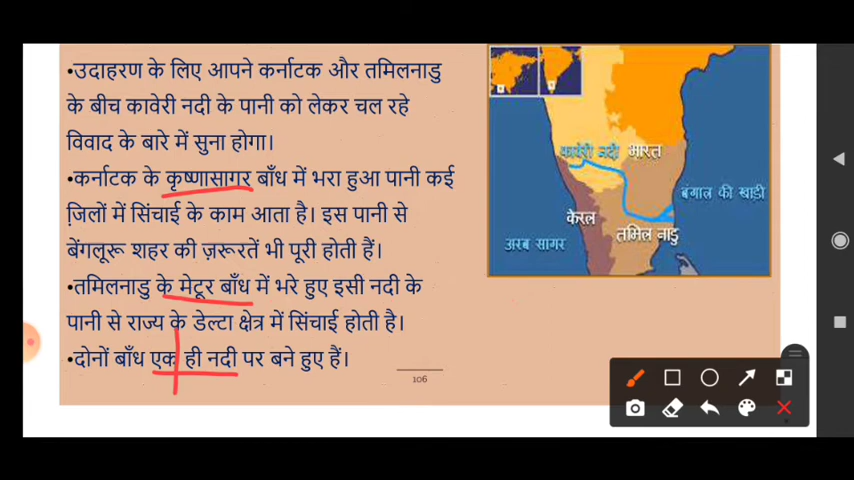 •उदाहरण के लिए आपने कर्नाटक और तमिलनाडु
के बीच कावेरी नदी के पानी को लेकर चल रहे
विवाद के बारे में सुना होगा।
•कर्नाटक के कृष्णासागर बाँध में भरा हुआ पानी कई
ज़िलों में सिंचाई के काम आता है। इस पानी से
बेंगलूरू शहर की ज़रूरतें भी पूरी होती हैं।
•तमिलनाडु के मेटूर बाँध में भरे हुए इसी नदी के
पानी से राज्य के डेल्टा क्षेत्र में सिंचाई होती है।
•दोनों बाँध एक ही नदी पर बने हुए हैं।
106
कावेरी नदी
भारत
बंगाल की खाड़ी
केरल
तमिल नाडु
अरब सागर